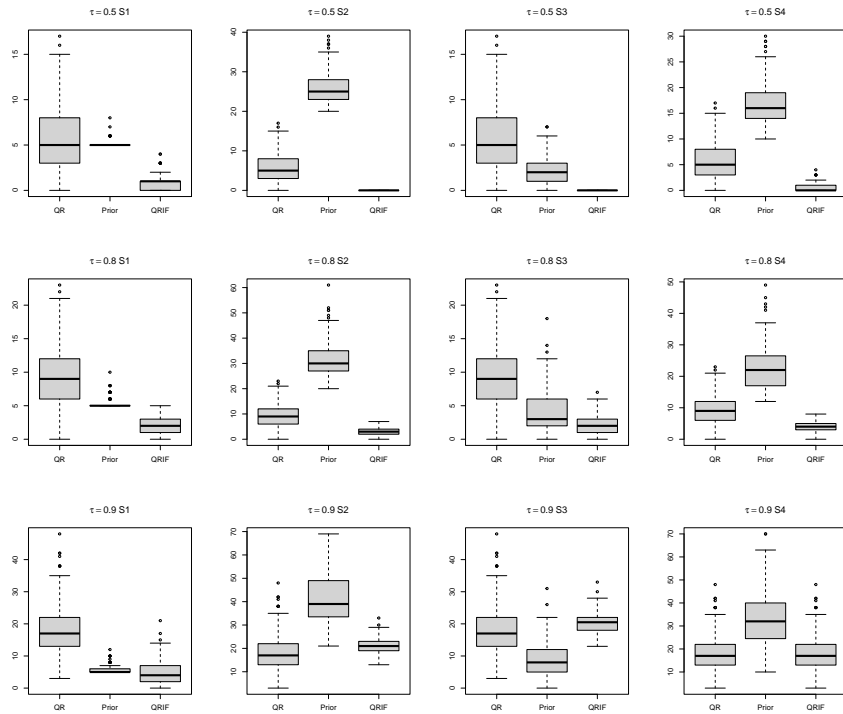 τ = 0.5 S1
τ = 0.5 S2
τ = 0.5 S3
τ = 0.5 S4
0 5 10 15
0 10 20 30 40
0 5 10 15
0 5 10 15 20 25 30
QR Prior QRIF
QR Prior QRIF
QR Prior QRIF
QR Prior QRIF
τ = 0.8 S1
τ = 0.8 S2
τ = 0.8 S3
τ = 0.8 S4
0 5 10 15 20
0 10 20 30 40 50 60
0 5 10 15 20
0 10 20 30 40 50
QR Prior QRIF
QR Prior QRIF
QR Prior QRIF
QR Prior QRIF
τ = 0.9 S1
τ = 0.9 S2
τ = 0.9 S3
τ = 0.9 S4
0 10 20 30 40
10 20 30 40 50 60 70
0 10 20 30 40
10 20 30 40 50 60 70
QR Prior QRIF
QR Prior QRIF
QR Prior QRIF
QR Prior QRIF